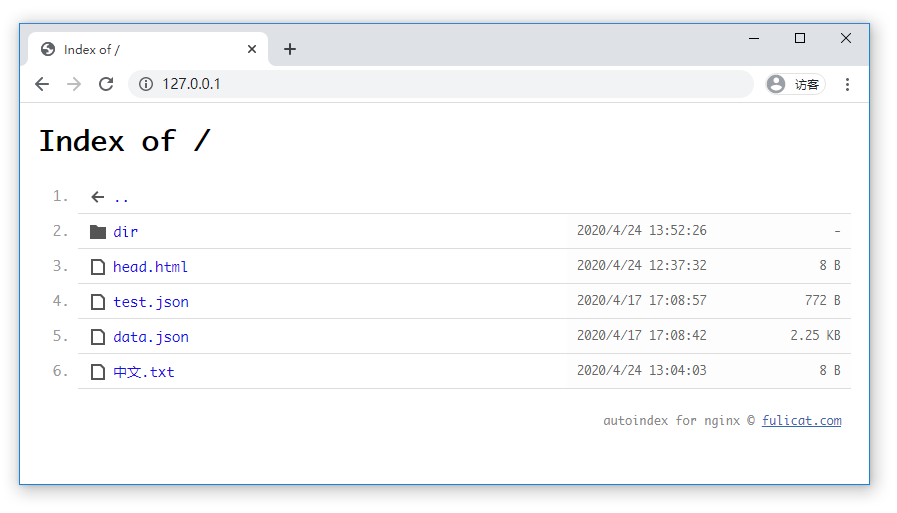 Index of /
127.0.0.1
访客
Index of /
1. ..
2. dir 2020/4/24 13:52:26 -
3. head.html 2020/4/24 12:37:32 8 B
4. test.json 2020/4/17 17:08:57 772 B
5. data.json 2020/4/17 17:08:42 2.25 KB
6. 中文.txt 2020/4/24 13:04:03 8 B
autoindex for nginx © fulicat.com